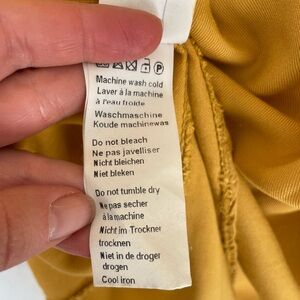 Machine wash cold
Laver à la machine
à l'eau froide
Waschmaschine
Koude machinewas
Do not bleach
Ne pas javelliser
Nicht bleichen
Niet bleken
Do not tumble dry
Ne pas secher
à la machine
Nicht im Trockner
trocknen
Niet in de droger
drogen
Cool iron